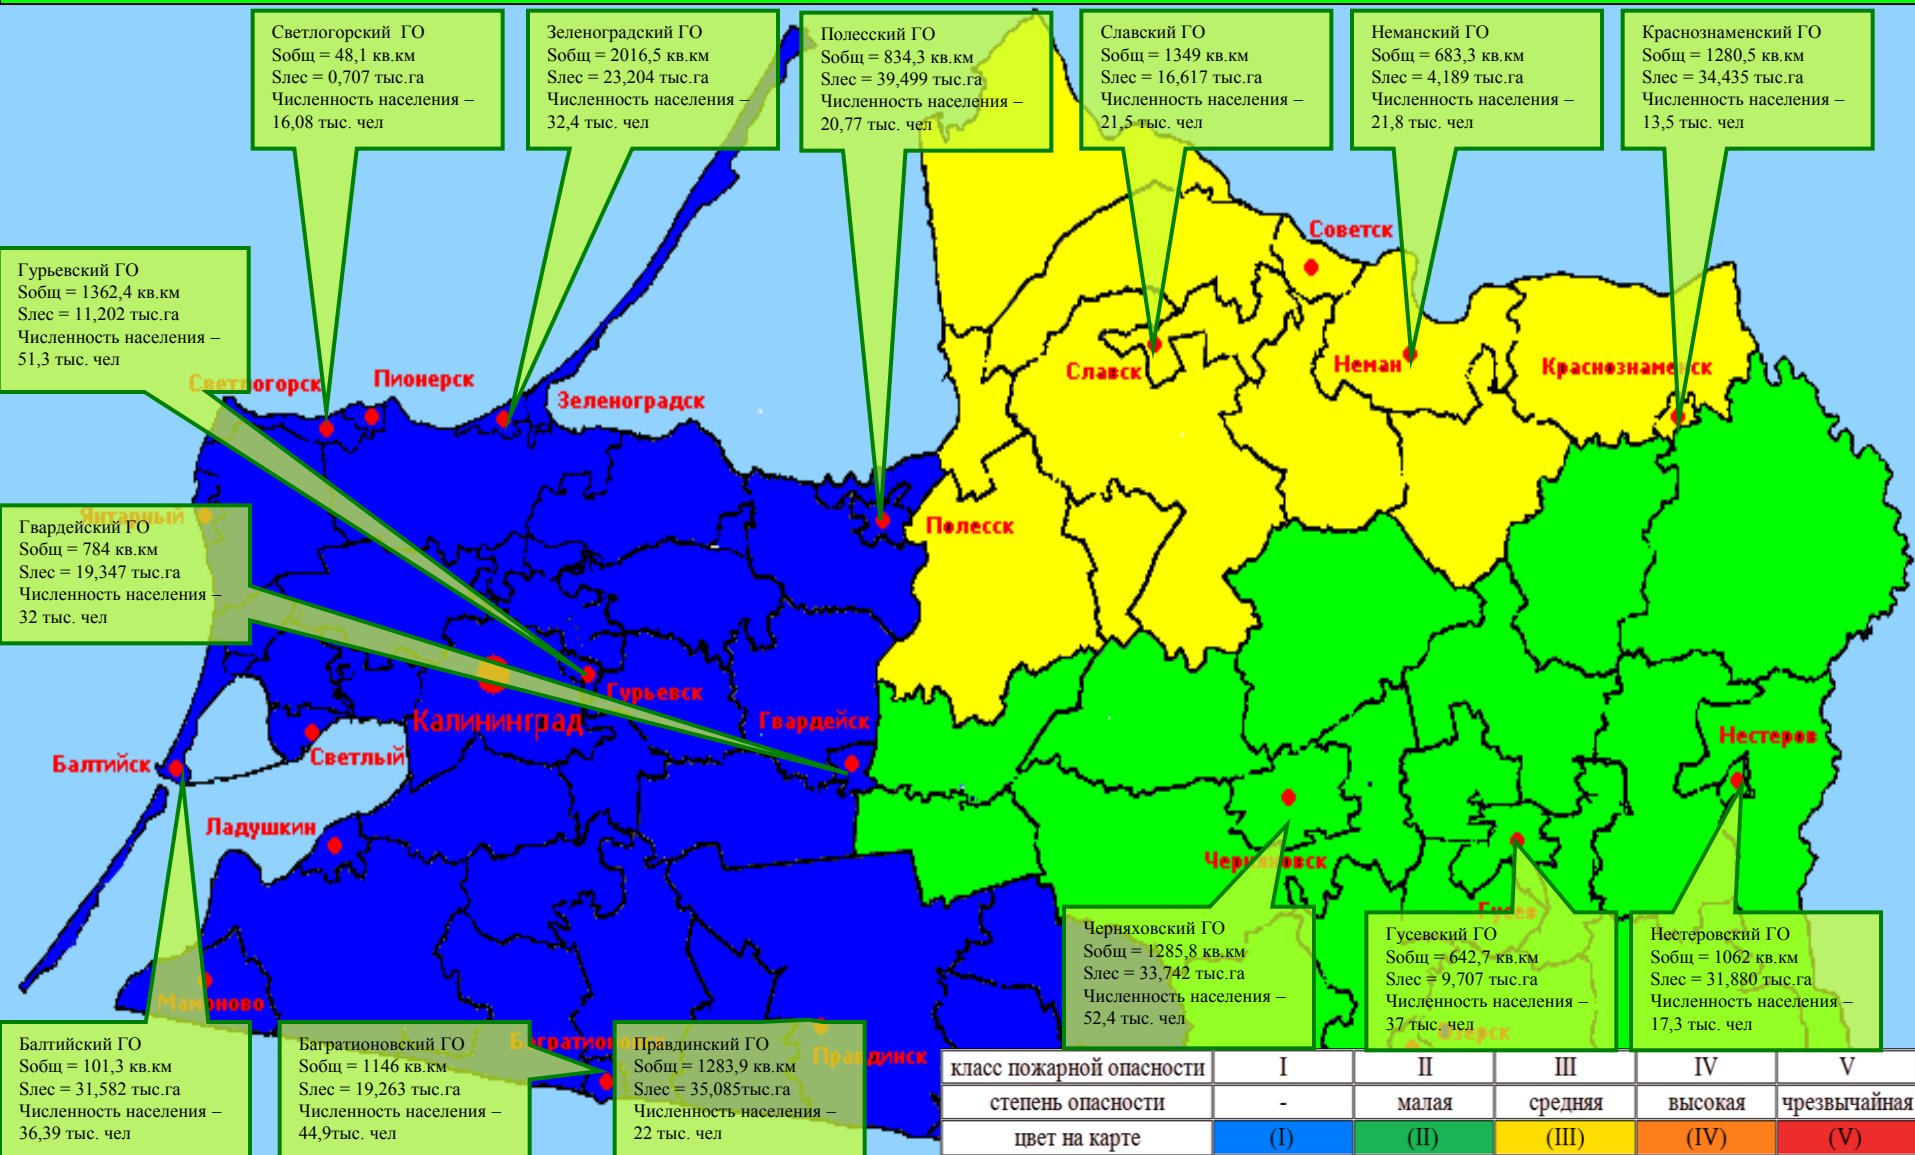 Светлогорский ГО
Sобщ = 48,1 кв.км
Sлес = 0,707 тыс.га
Численность населения –
16,08 тыс. чел
Зеленоградский ГО
Sобщ = 2016,5 кв.км
Sлес = 23,204 тыс.га
Численность населения –
32,4 тыс. чел
Полесский ГО
Sобщ = 834,3 кв.км
Sлес = 39,499 тыс.га
Численность населения –
20,77 тыс. чел
Славский ГО
Sобщ = 1349 кв.км
Sлес = 16,617 тыс.га
Численность населения –
21,5 тыс. чел
Неманский ГО
Sобщ = 683,3 кв.км
Sлес = 4,189 тыс.га
Численность населения –
21,8 тыс. чел
Краснознаменский ГО
Sобщ = 1280,5 кв.км
Sлес = 34,435 тыс.га
Численность населения –
13,5 тыс. чел
Гурьевский ГО
Sобщ = 1362,4 кв.км
Sлес = 11,202 тыс.га
Численность населения –
51,3 тыс. чел
Советск
Славск
Неман
Краснознаменск
Светлогорск
Пионерск
Зеленоградск
Янтарный
Полесск
Гвардейский ГО
Sобщ = 784 кв.км
Sлес = 19,347 тыс.га
Численность населения –
32 тыс. чел
Гурьевск
Калининград
Гвардейск
Нестеров
Балтийск
Светлый
Ладушкин
Черняховск
Гусев
Мамоново
Багратионовск
Правдинск
Озерск
Черняховский ГО
Sобщ = 1285,8 кв.км
Sлес = 33,742 тыс.га
Численность населения –
52,4 тыс. чел
Гусевский ГО
Sобщ = 642,7 кв.км
Sлес = 9,707 тыс.га
Численность населения –
37 тыс. чел
Нестеровский ГО
Sобщ = 1062 кв.км
Sлес = 31,880 тыс.га
Численность населения –
17,3 тыс. чел
Балтийский ГО
Sобщ = 101,3 кв.км
Sлес = 31,582 тыс.га
Численность населения –
36,39 тыс. чел
Багратионовский ГО
Sобщ = 1146 кв.км
Sлес = 19,263 тыс.га
Численность населения –
44,9тыс. чел
Правдинский ГО
Sобщ = 1283,9 кв.км
Sлес = 35,085тыс.га
Численность населения –
22 тыс. чел
класс пожарной опасности I II III IV V
степень опасности - малая средняя высокая чрезвычайная
цвет на карте (I) (II) (III) (IV) (V)